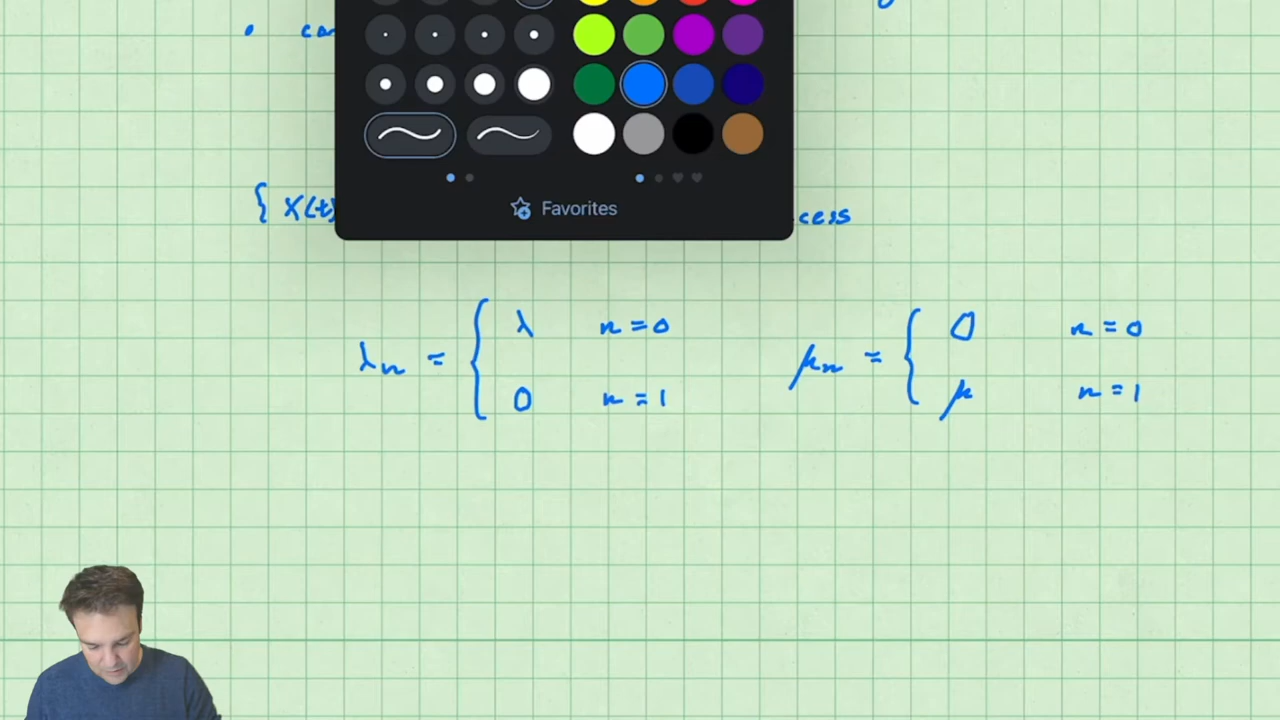 { X(t)
cess
Favorites
λn = { λ n = 0
0 n = 1
μn = { 0 n = 0
μ n = 1